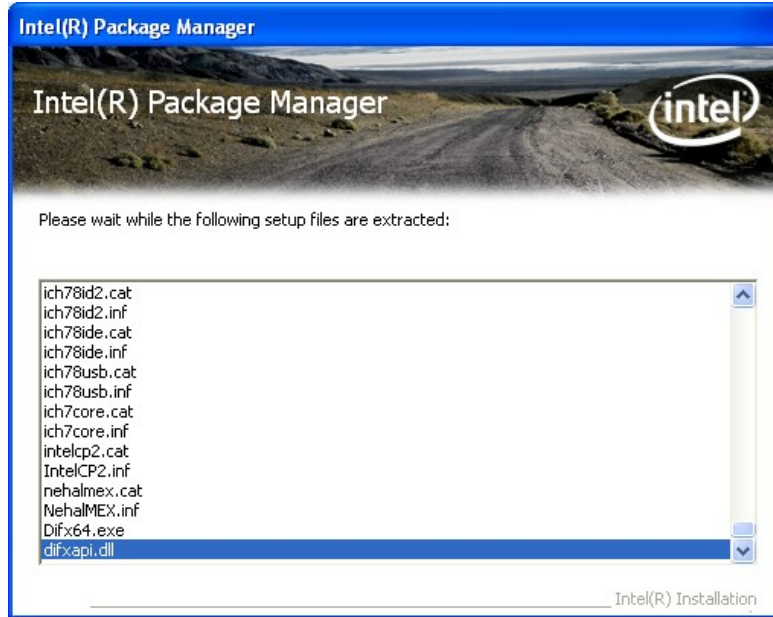 Intel(R) Package Manager
Intel(R) Package Manager
intel
Please wait while the following setup files are extracted:
ich78id2.cat
ich78id2.inf
ich78ide.cat
ich78ide.inf
ich78usb.cat
ich78usb.inf
ich7core.cat
ich7core.inf
intelcp2.cat
IntelCP2.inf
nehalmex.cat
NehalMEX.inf
Difx64.exe
difxapi.dll
Intel(R) Installation